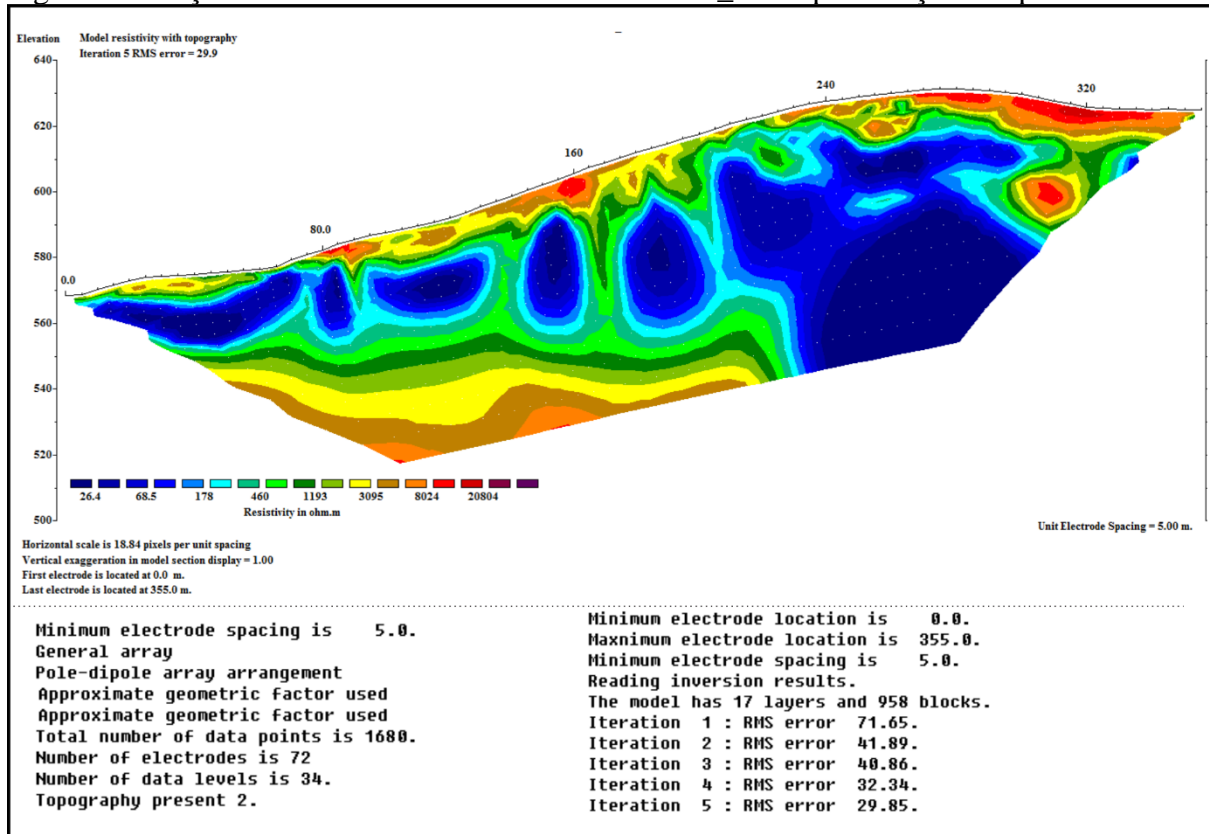 Elevation Model resistivity with topography
Iteration 5 RMS error = 29.9
640
620
600
580
560
540
520
500
0.0
80.0
160
240
320
26.4 68.5 178 460 1193 3095 8024 20804
Resistivity in ohm.m
Unit Electrode Spacing = 5.00 m.
Horizontal scale is 18.84 pixels per unit spacing
Vertical exaggeration in model section display = 1.00
First electrode is located at 0.0 m.
Last electrode is located at 355.0 m.
Minimum electrode spacing is 5.0.
General array
Pole-dipole array arrangement
Approximate geometric factor used
Approximate geometric factor used
Total number of data points is 1680.
Number of electrodes is 72
Number of data levels is 34.
Topography present 2.
Minimum electrode location is 0.0.
Maxnimum electrode location is 355.0.
Minimum electrode spacing is 5.0.
Reading inversion results.
The model has 17 layers and 958 blocks.
Iteration 1 : RMS error 71.65.
Iteration 2 : RMS error 41.89.
Iteration 3 : RMS error 40.86.
Iteration 4 : RMS error 32.34.
Iteration 5 : RMS error 29.85.